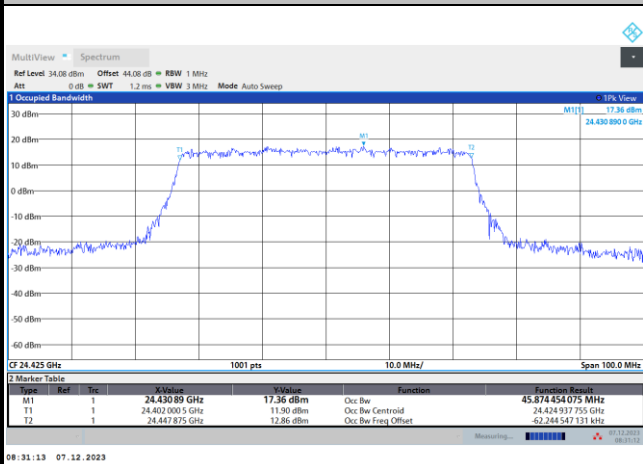 MultiView Spectrum
Ref Level 34.08 dBm Offset 44.08 dB RBW 1 MHz
Att 0 dB SWT 1.2 ms VBW 3 MHz Mode Auto Sweep
1 Occupied Bandwidth 1Pk View
M1[1] 17.36 dBm
24.430 890 0 GHz
30 dBm
20 dBm
M1
T1 T2
10 dBm
0 dBm
-10 dBm
-20 dBm
-30 dBm
-40 dBm
-50 dBm
-60 dBm
CF 24.425 GHz 1001 pts 10.0 MHz/ Span 100.0 MHz
2 Marker Table
Type Ref Trc X-Value Y-Value Function Function Result
M1 1 24.430 89 GHz 17.36 dBm Occ Bw 45.874 454 075 MHz
T1 1 24.402 000 5 GHz 11.90 dBm Occ Bw Centroid 24.424 937 755 GHz
T2 1 24.447 875 GHz 12.86 dBm Occ Bw Freq Offset -62.244 547 131 kHz
Measuring... 07.12.2023
08:31:12
08:31:13 07.12.2023